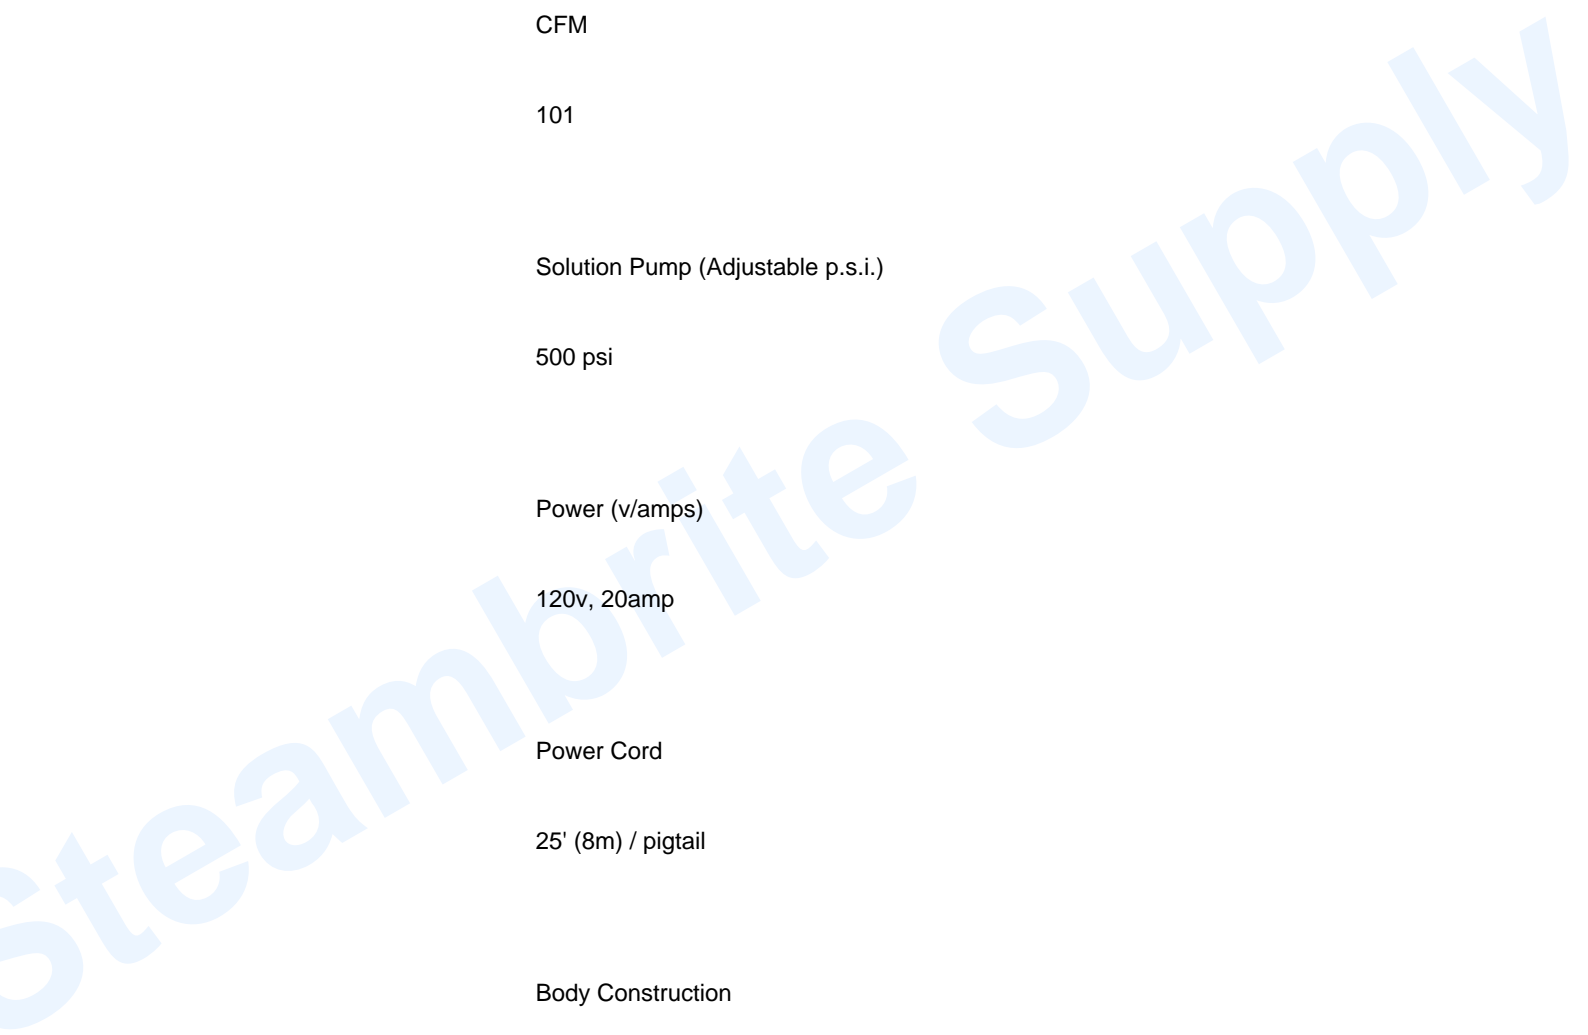 CFM
101
Solution Pump (Adjustable p.s.i.)
500 psi
Power (v/amps)
120v, 20amp
Power Cord
25' (8m) / pigtail
Body Construction
Steambrite Supply